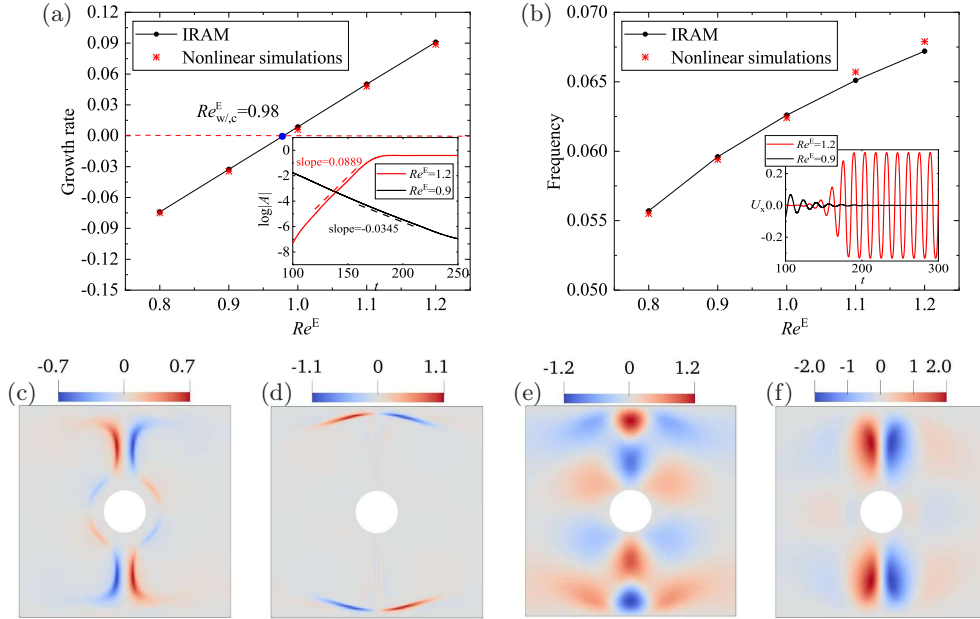 (a)
0.09
0.06
0.03
0.00
-0.03
-0.06
-0.09
-0.12
-0.15
Growth rate
IRAM
Nonlinear simulations
Re^E_{w/,c}=0.98
0
-2
-4
-6
-8
log|A|
slope=0.0889
Re^E=1.2
Re^E=0.9
slope=-0.0345
100 150 200 250
t
0.8 0.9 1.0 1.1 1.2
Re^E
(b)
0.070
0.065
0.060
0.055
0.050
Frequency
IRAM
Nonlinear simulations
Re^E=1.2
Re^E=0.9
0.2
U_x 0.0
-0.2
100 200 300
t
0.8 0.9 1.0 1.1 1.2
Re^E
(c)
-0.7 0 0.7
(d)
-1.1 0 1.1
(e)
-1.2 0 1.2
(f)
-2.0 -1 0 1 2.0